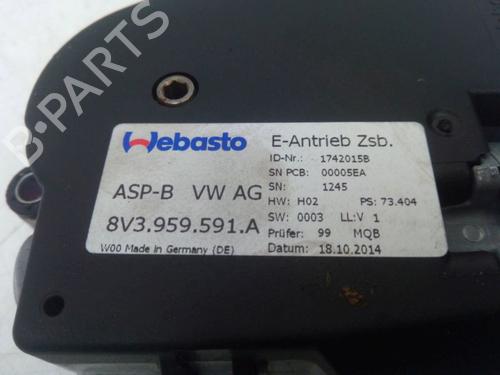 B-PARTS
Webasto
E-Antrieb Zsb.
ID-Nr.: 1742015B
SN PCB: 00005EA
ASP-B VW AG
SN: 1245
HW: H02 PS: 73.404
8V3.959.591.A
SW: 0003 LL:V 1
Prüfer: 99 MQB
W00 Made in Germany (DE)
Datum: 18.10.2014